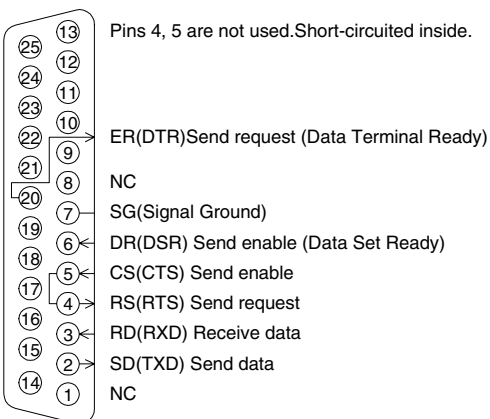 Pins 4, 5 are not used.Short-circuited inside.
13
25
12
24
11
23
10
22
ER(DTR)Send request (Data Terminal Ready)
9
21
8
NC
20
7
SG(Signal Ground)
19
6
DR(DSR) Send enable (Data Set Ready)
18
5
CS(CTS) Send enable
17
4
RS(RTS) Send request
16
3
RD(RXD) Receive data
15
2
SD(TXD) Send data
14
1
NC